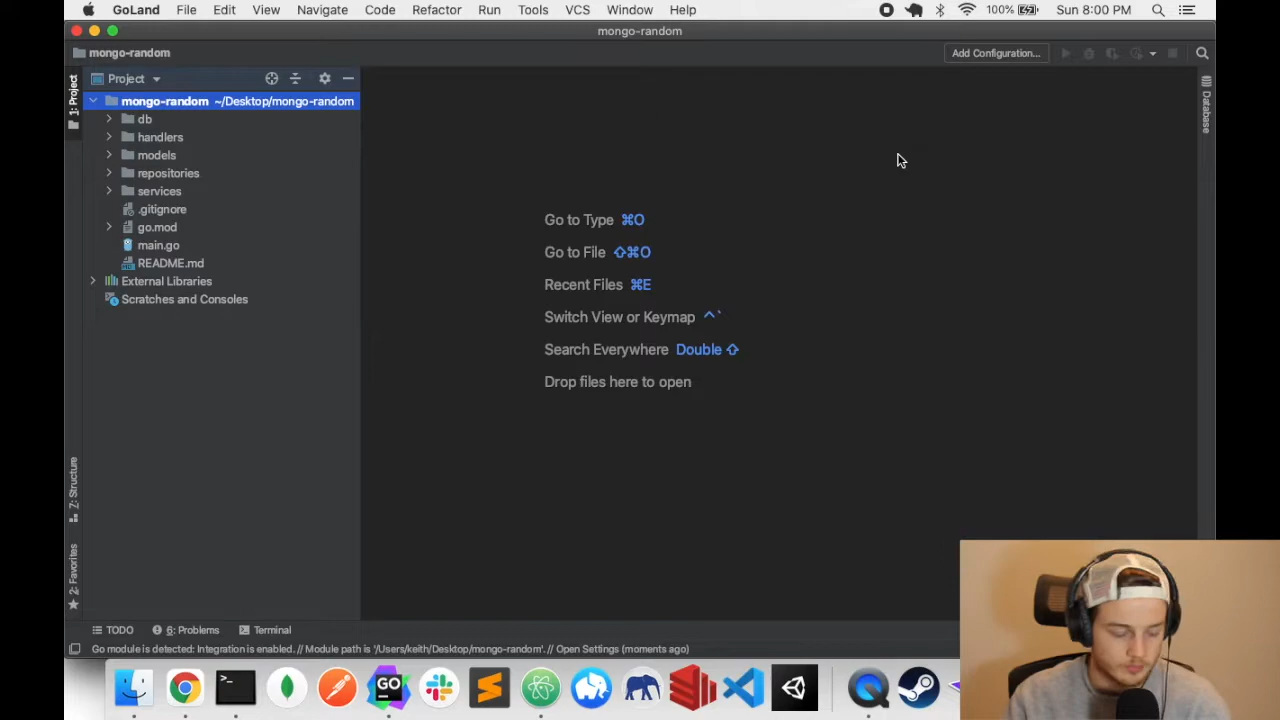 GoLand File Edit View Navigate Code Refactor Run Tools VCS Window Help 100% Sun 8:00 PM
mongo-random
mongo-random Add Configuration...
1: Project
Project
mongo-random ~/Desktop/mongo-random
db
handlers
models
repositories
services
.gitignore
go.mod
main.go
README.md
External Libraries
Scratches and Consoles
Go to Type ⌘O
Go to File ⇧⌘O
Recent Files ⌘E
Switch View or Keymap ^`
Search Everywhere Double ⇧
Drop files here to open
Database
Z: Structure
2: Favorites
TODO 6: Problems Terminal
Go module is detected: Integration is enabled. // Module path is '/Users/keith/Desktop/mongo-random'. // Open Settings (moments ago)
>_
GO